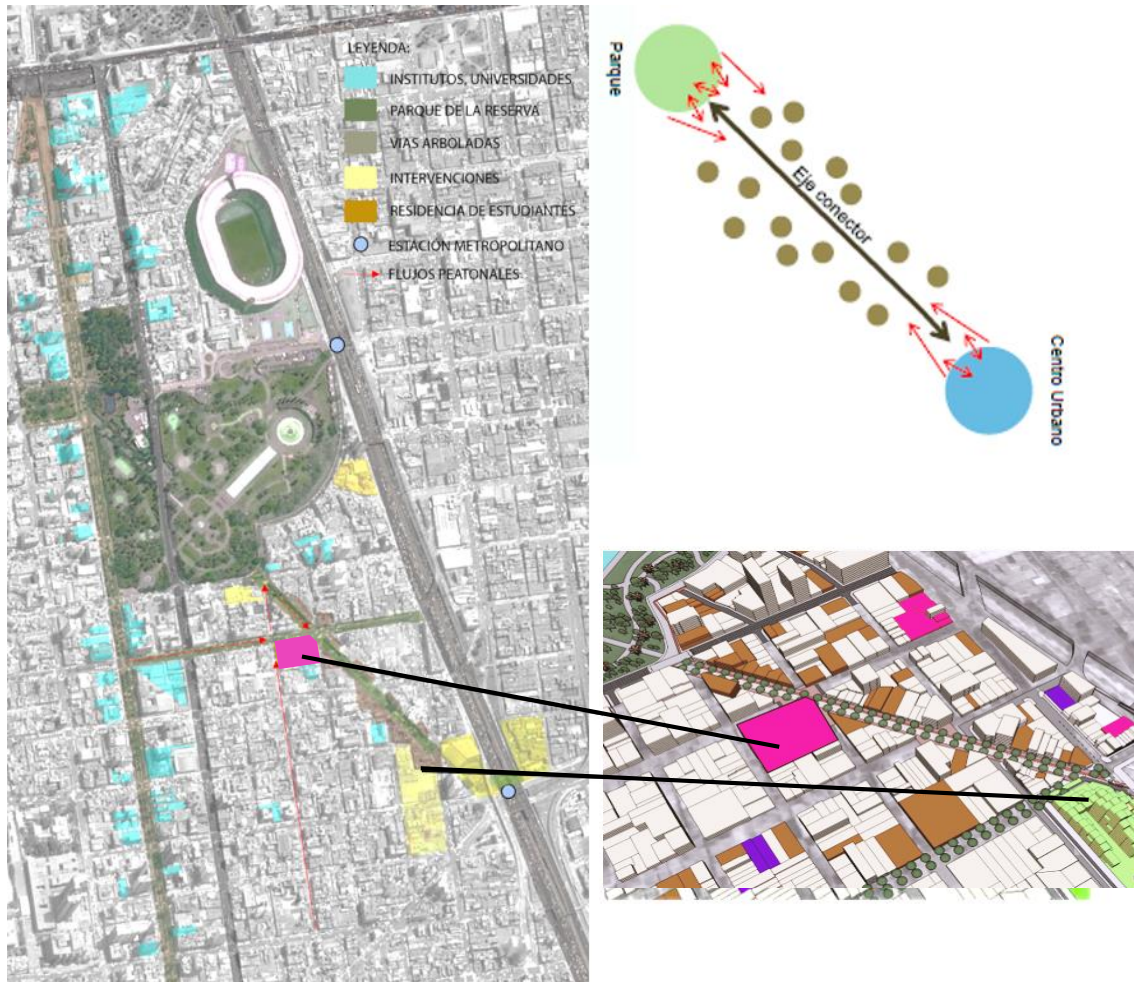 LEYENDA:
INSTITUTOS, UNIVERSIDADES
PARQUE DE LA RESERVA
VIAS ARBOLADAS
INTERVENCIONES
RESIDENCIA DE ESTUDIANTES
ESTACIÓN METROPOLITANO
FLUJOS PEATONALES
Parque
Eje conector
Centro Urbano